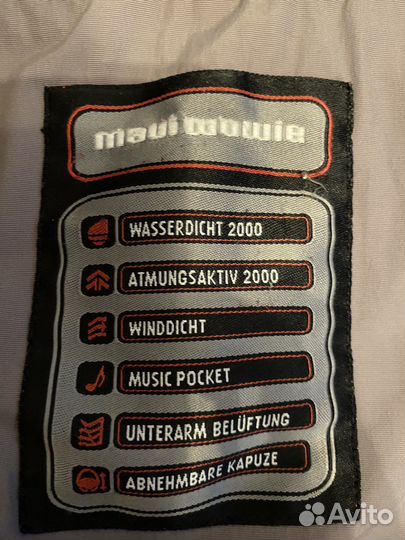 maui wowie
WASSERDICHT 2000
ATMUNGSAKTIV 2000
WINDDICHT
MUSIC POCKET
UNTERARM BELÜFTUNG
ABNEHMBARE KAPUZE
Avito